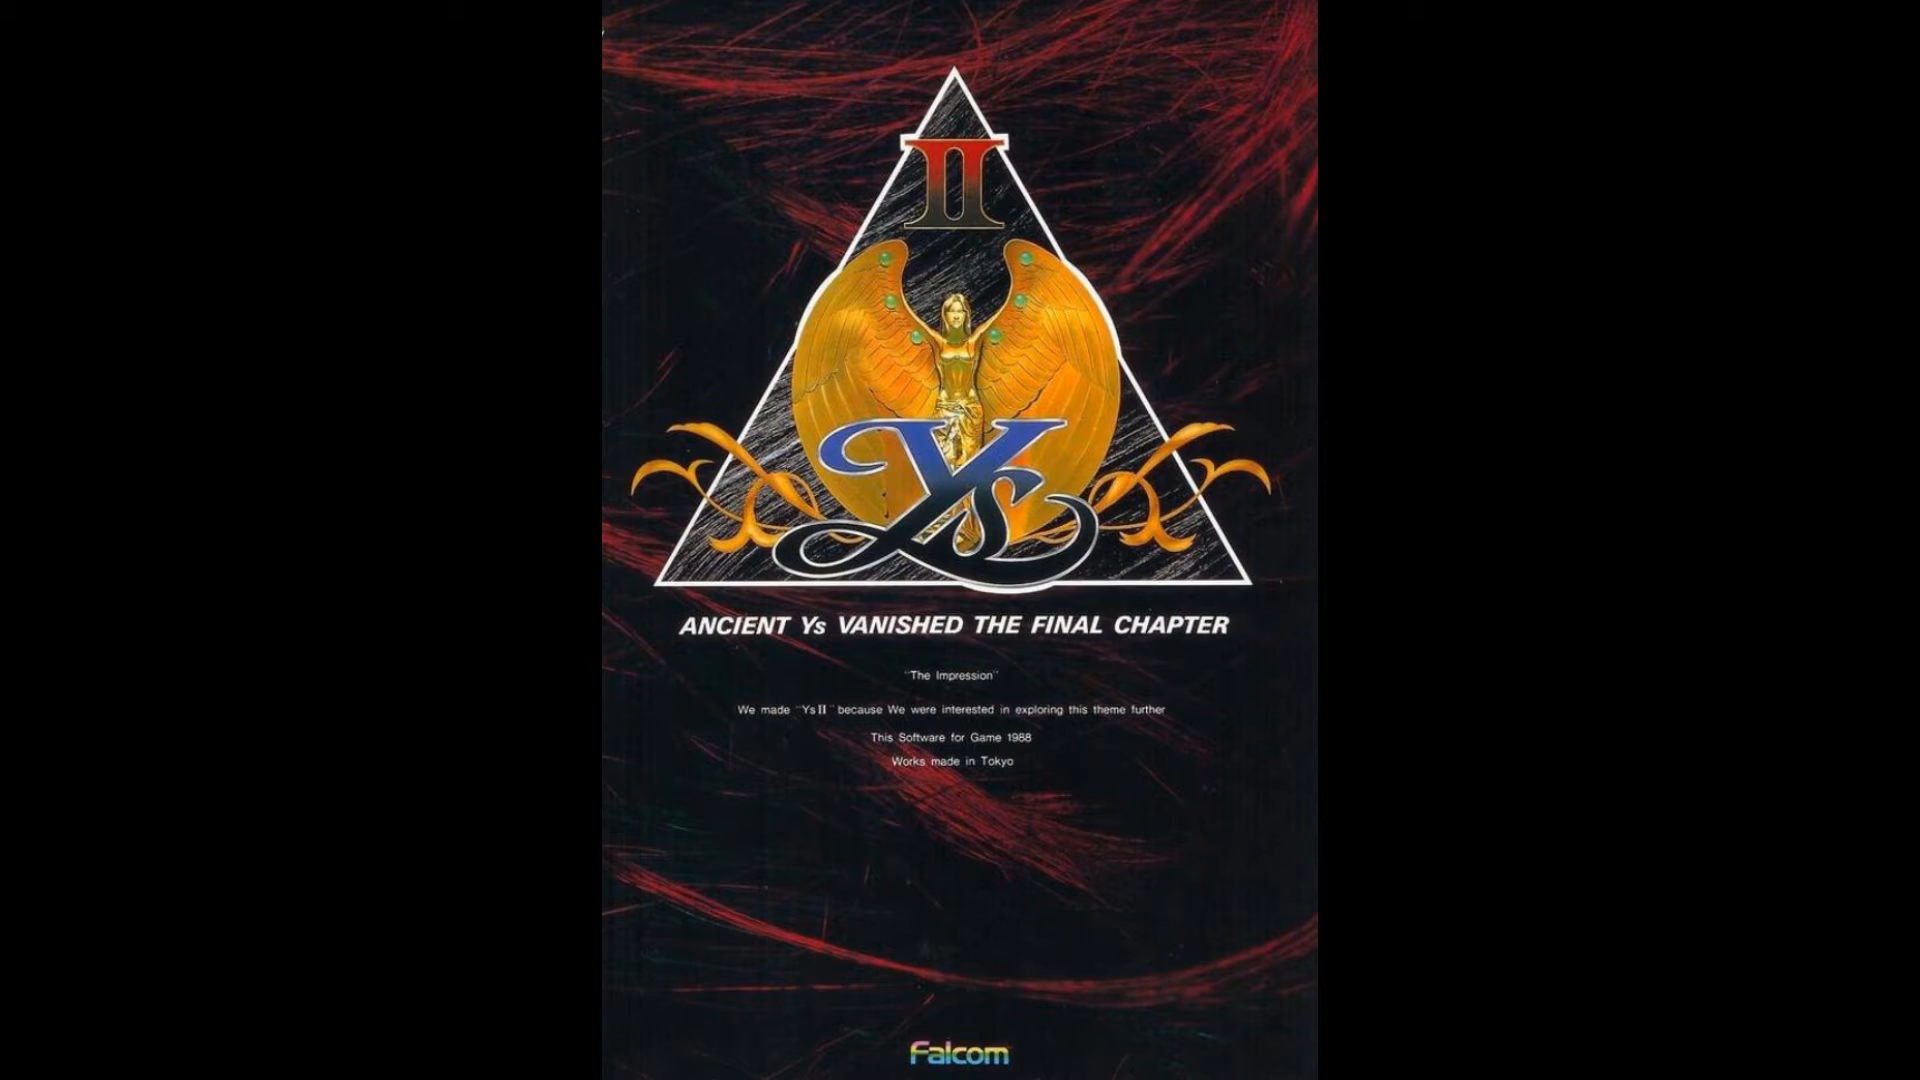 II
Ys
ANCIENT Ys VANISHED THE FINAL CHAPTER
"The Impression"
We made "Ys II" because We were interested in exploring this theme further
This Software for Game 1988
Works made in Tokyo
Falcom